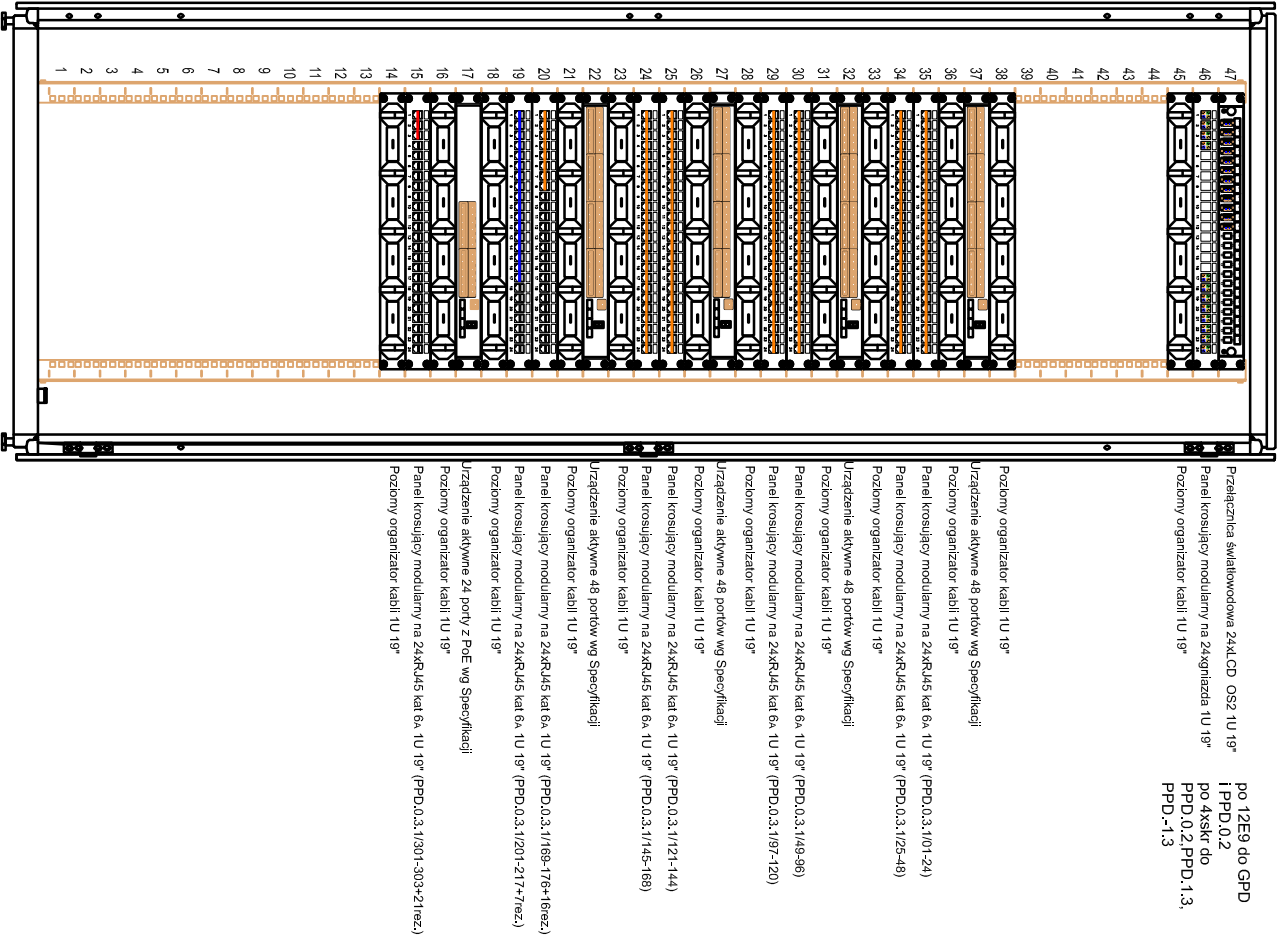 47
46
45
44
43
42
41
40
39
38
37
36
35
34
33
32
31
30
29
28
27
26
25
24
23
22
21
20
19
18
17
16
15
14
13
12
11
10
9
8
7
6
5
4
3
2
1
Przełącznica światłowodowa 24xLCD OS2 1U 19"
Panel krosujący modularny na 24xgniazda 1U 19"
Poziomy organizator kabli 1U 19"
Poziomy organizator kabli 1U 19"
Urządzenie aktywne 48 portów wg Specyfikacji
Poziomy organizator kabli 1U 19"
Panel krosujący modularny na 24xRJ45 kat 6A 1U 19" (PPD.0.3.1/01-24)
Panel krosujący modularny na 24xRJ45 kat 6A 1U 19" (PPD.0.3.1/25-48)
Poziomy organizator kabli 1U 19"
Urządzenie aktywne 48 portów wg Specyfikacji
Poziomy organizator kabli 1U 19"
Panel krosujący modularny na 24xRJ45 kat 6A 1U 19" (PPD.0.3.1/49-96)
Panel krosujący modularny na 24xRJ45 kat 6A 1U 19" (PPD.0.3.1/97-120)
Poziomy organizator kabli 1U 19"
Urządzenie aktywne 48 portów wg Specyfikacji
Poziomy organizator kabli 1U 19"
Panel krosujący modularny na 24xRJ45 kat 6A 1U 19" (PPD.0.3.1/121-144)
Panel krosujący modularny na 24xRJ45 kat 6A 1U 19" (PPD.0.3.1/145-168)
Poziomy organizator kabli 1U 19"
Urządzenie aktywne 48 portów wg Specyfikacji
Poziomy organizator kabli 1U 19"
Panel krosujący modularny na 24xRJ45 kat 6A 1U 19" (PPD.0.3.1/169-176+16rez.)
Panel krosujący modularny na 24xRJ45 kat 6A 1U 19" (PPD.0.3.1/201-217+7rez.)
Poziomy organizator kabli 1U 19"
Urządzenie aktywne 24 porty z PoE wg Specyfikacji
Poziomy organizator kabli 1U 19"
Panel krosujący modularny na 24xRJ45 kat 6A 1U 19" (PPD.0.3.1/301-303+21rez.)
Poziomy organizator kabli 1U 19"
po 12E9 do GPD
i PPD.0.2
po 4xskr do
PPD.0.2,PPD.1.3,
PPD.-1.3